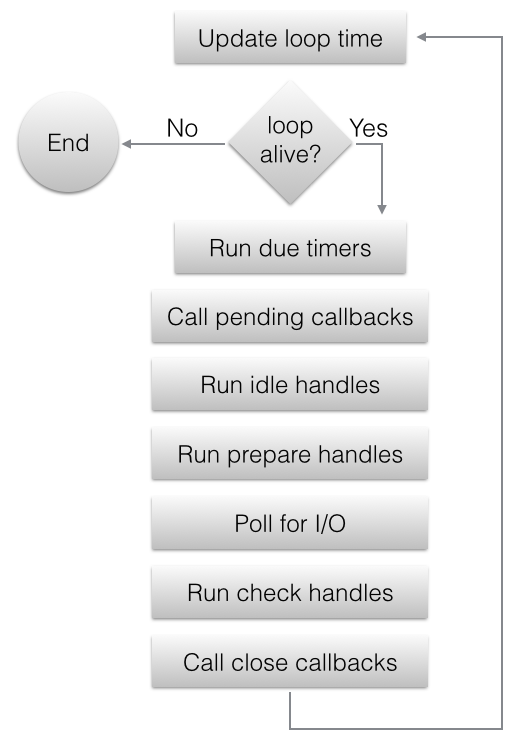 Update loop time
loop
alive?
No
Yes
End
Run due timers
Call pending callbacks
Run idle handles
Run prepare handles
Poll for I/O
Run check handles
Call close callbacks